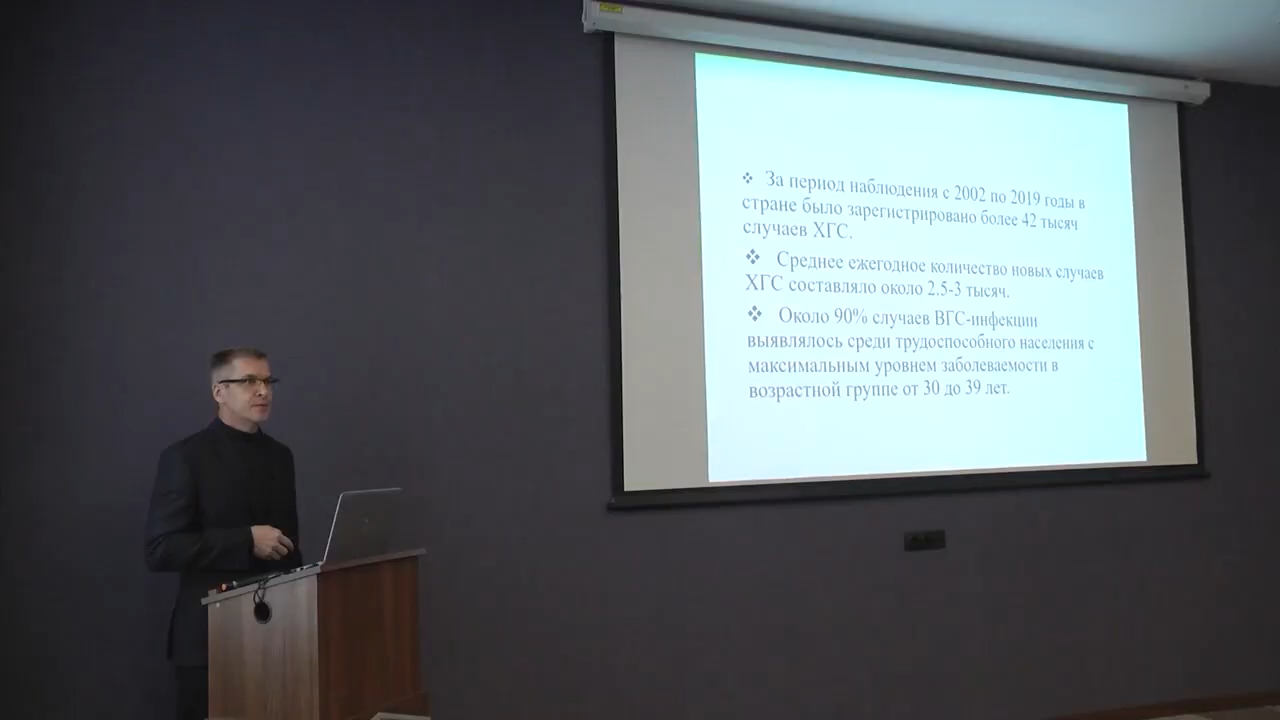 ❖ За период наблюдения с 2002 по 2019 годы в
стране было зарегистрировано более 42 тысяч
случаев ХГС.
❖ Среднее ежегодное количество новых случаев
ХГС составляло около 2.5-3 тысяч.
❖ Около 90% случаев ВГС-инфекции
выявлялось среди трудоспособного населения с
максимальным уровнем заболеваемости в
возрастной группе от 30 до 39 лет.